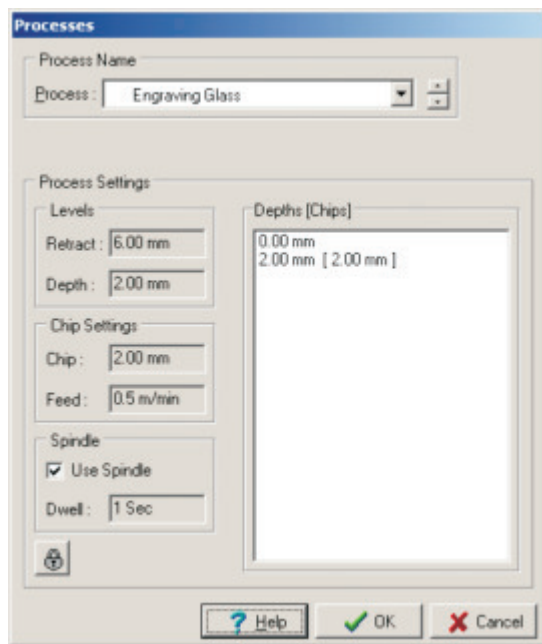 Processes
Process Name
Process : Engraving Glass
Process Settings
Levels
Retract : 6.00 mm
Depth : 2.00 mm
Chip Settings
Chip : 2.00 mm
Feed : 0.5 m/min
Spindle
Use Spindle
Dwell : 1 Sec
Depths [Chips]
0.00 mm
2.00 mm [ 2.00 mm ]
? Help
OK
Cancel